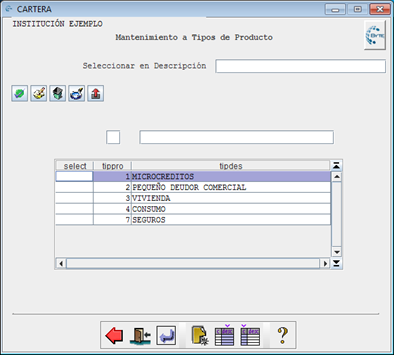 CARTERA
INSTITUCIÓN EJEMPLO
Mantenimiento a Tipos de Producto
Seleccionar en Descripción
select tippro tipdes
1 MICROCREDITOS
2 PEQUEÑO DEUDOR COMERCIAL
3 VIVIENDA
4 CONSUMO
7 SEGUROS